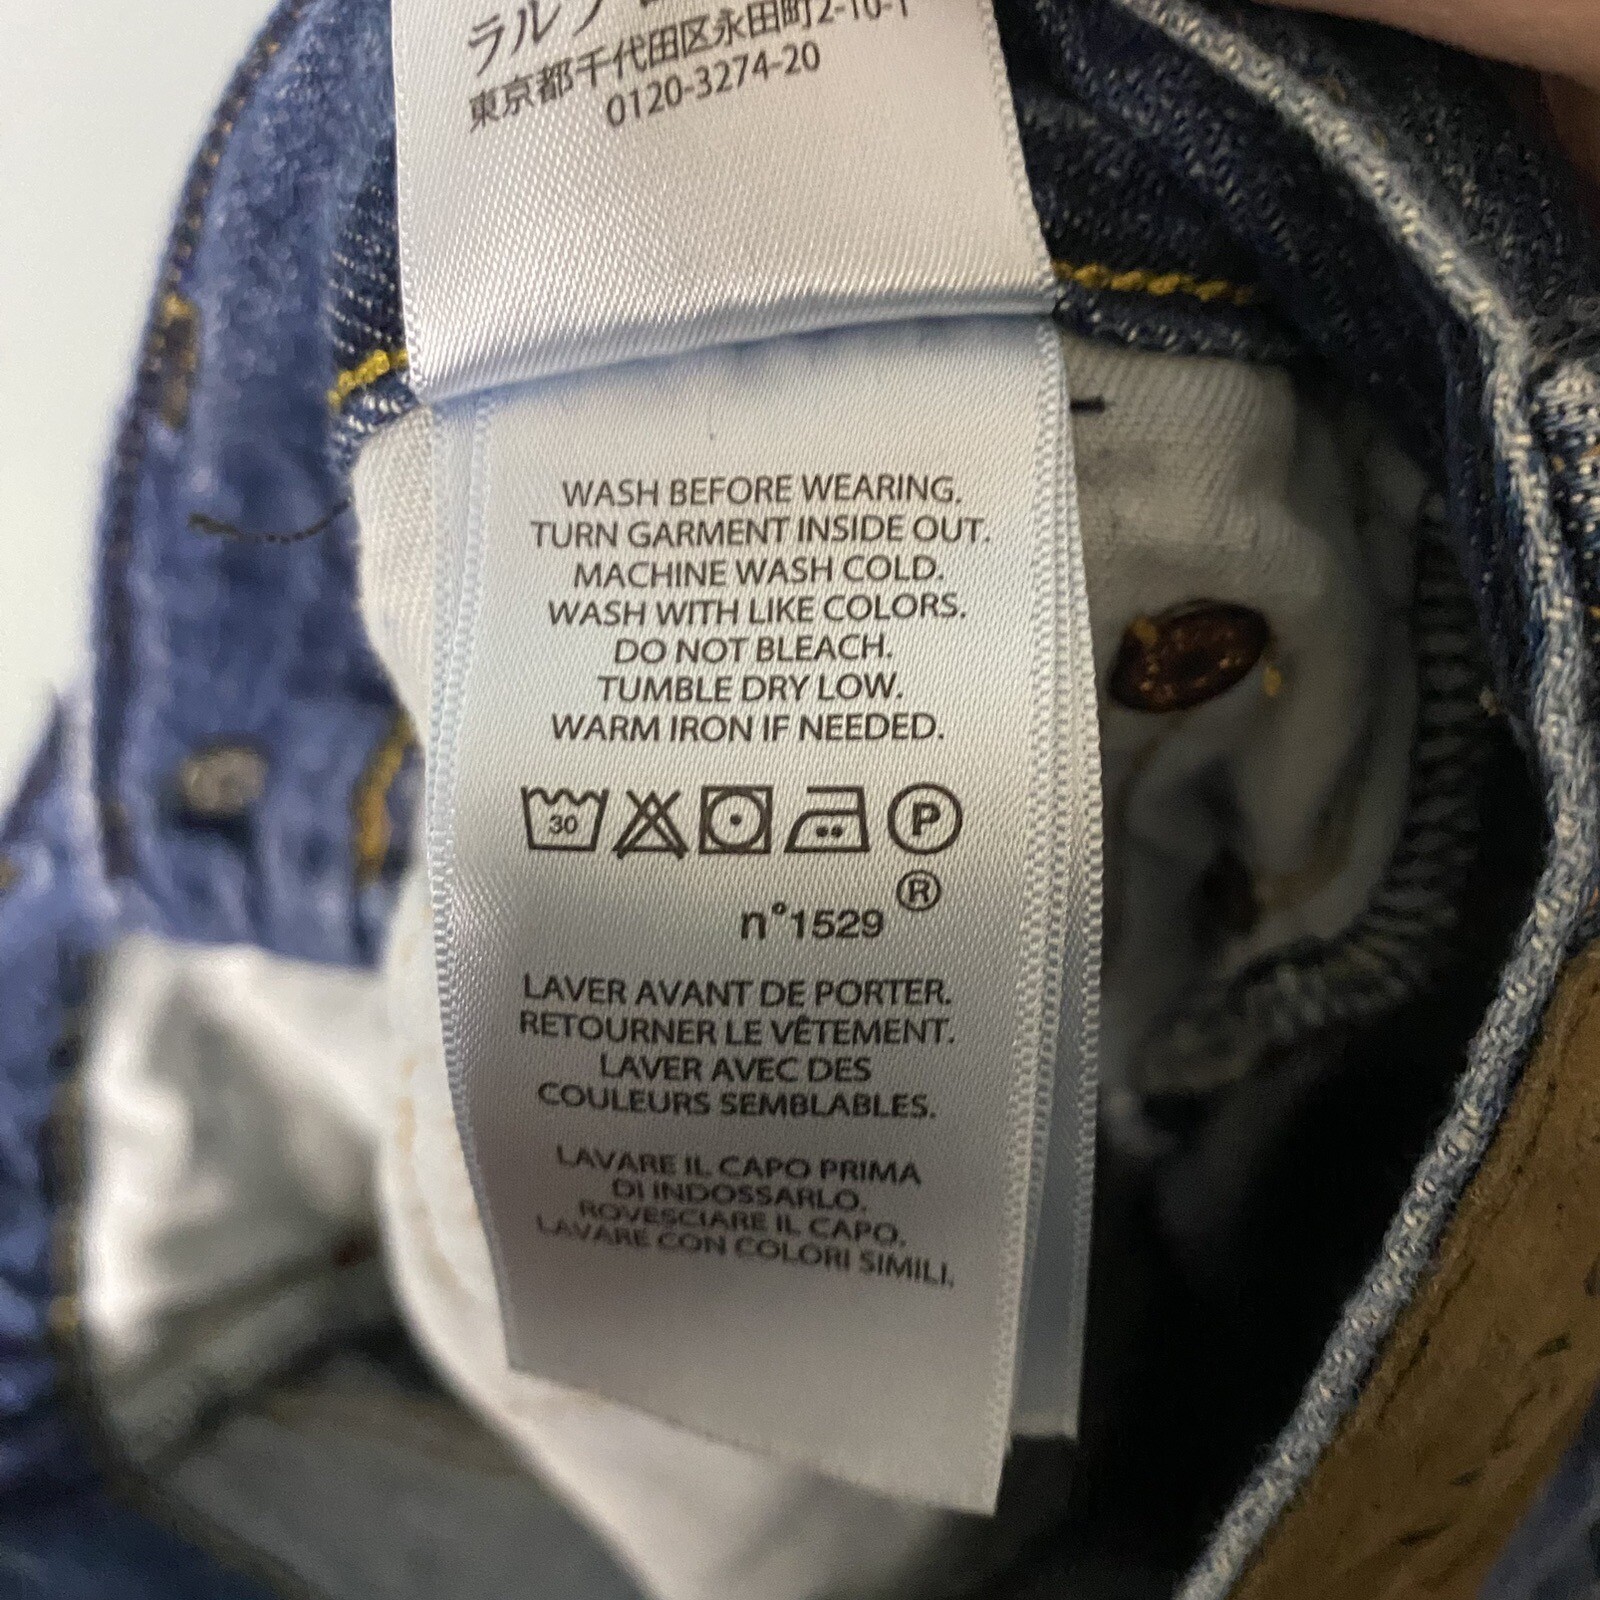 東京都千代田区永田町2-10-1
0120-3274-20
WASH BEFORE WEARING.
TURN GARMENT INSIDE OUT.
MACHINE WASH COLD.
WASH WITH LIKE COLORS.
DO NOT BLEACH.
TUMBLE DRY LOW.
WARM IRON IF NEEDED.
30 P
®
n°1529
LAVER AVANT DE PORTER.
RETOURNER LE VÊTEMENT.
LAVER AVEC DES
COULEURS SEMBLABLES.
LAVARE IL CAPO PRIMA
DI INDOSSARLO.
ROVESCIARE IL CAPO.
LAVARE CON COLORI SIMILI.